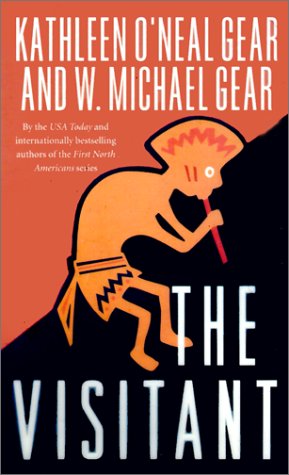 KATHLEEN O'NEAL GEAR
AND W. MICHAEL GEAR
By the USA Today and
internationally bestselling
authors of the First North
Americans series
THE
VISITANT